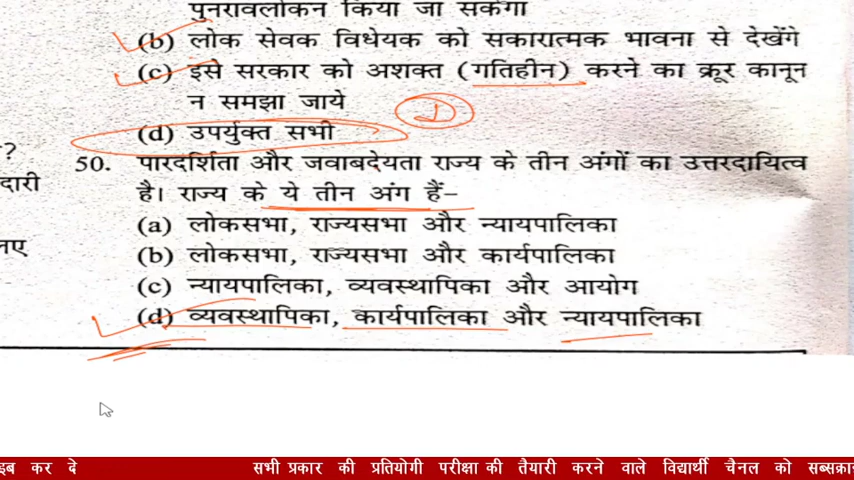 पुनरावलोकन किया जा सकेगा
(b) लोक सेवक विधेयक को सकारात्मक भावना से देखेंगे
(c) इसे सरकार को अशक्त (गतिहीन) करने का क्रूर कानून
न समझा जाये
(d) उपर्युक्त सभी
D
?
दारी
50. पारदर्शिता और जवाबदेयता राज्य के तीन अंगों का उत्तरदायित्व
है। राज्य के ये तीन अंग हैं–
(a) लोकसभा, राज्यसभा और न्यायपालिका
(b) लोकसभा, राज्यसभा और कार्यपालिका
(c) न्यायपालिका, व्यवस्थापिका और आयोग
(d) व्यवस्थापिका, कार्यपालिका और न्यायपालिका
कर दे सभी प्रकार की प्रतियोगी परीक्षा की तैयारी करने वाले विद्यार्थी चैनल को